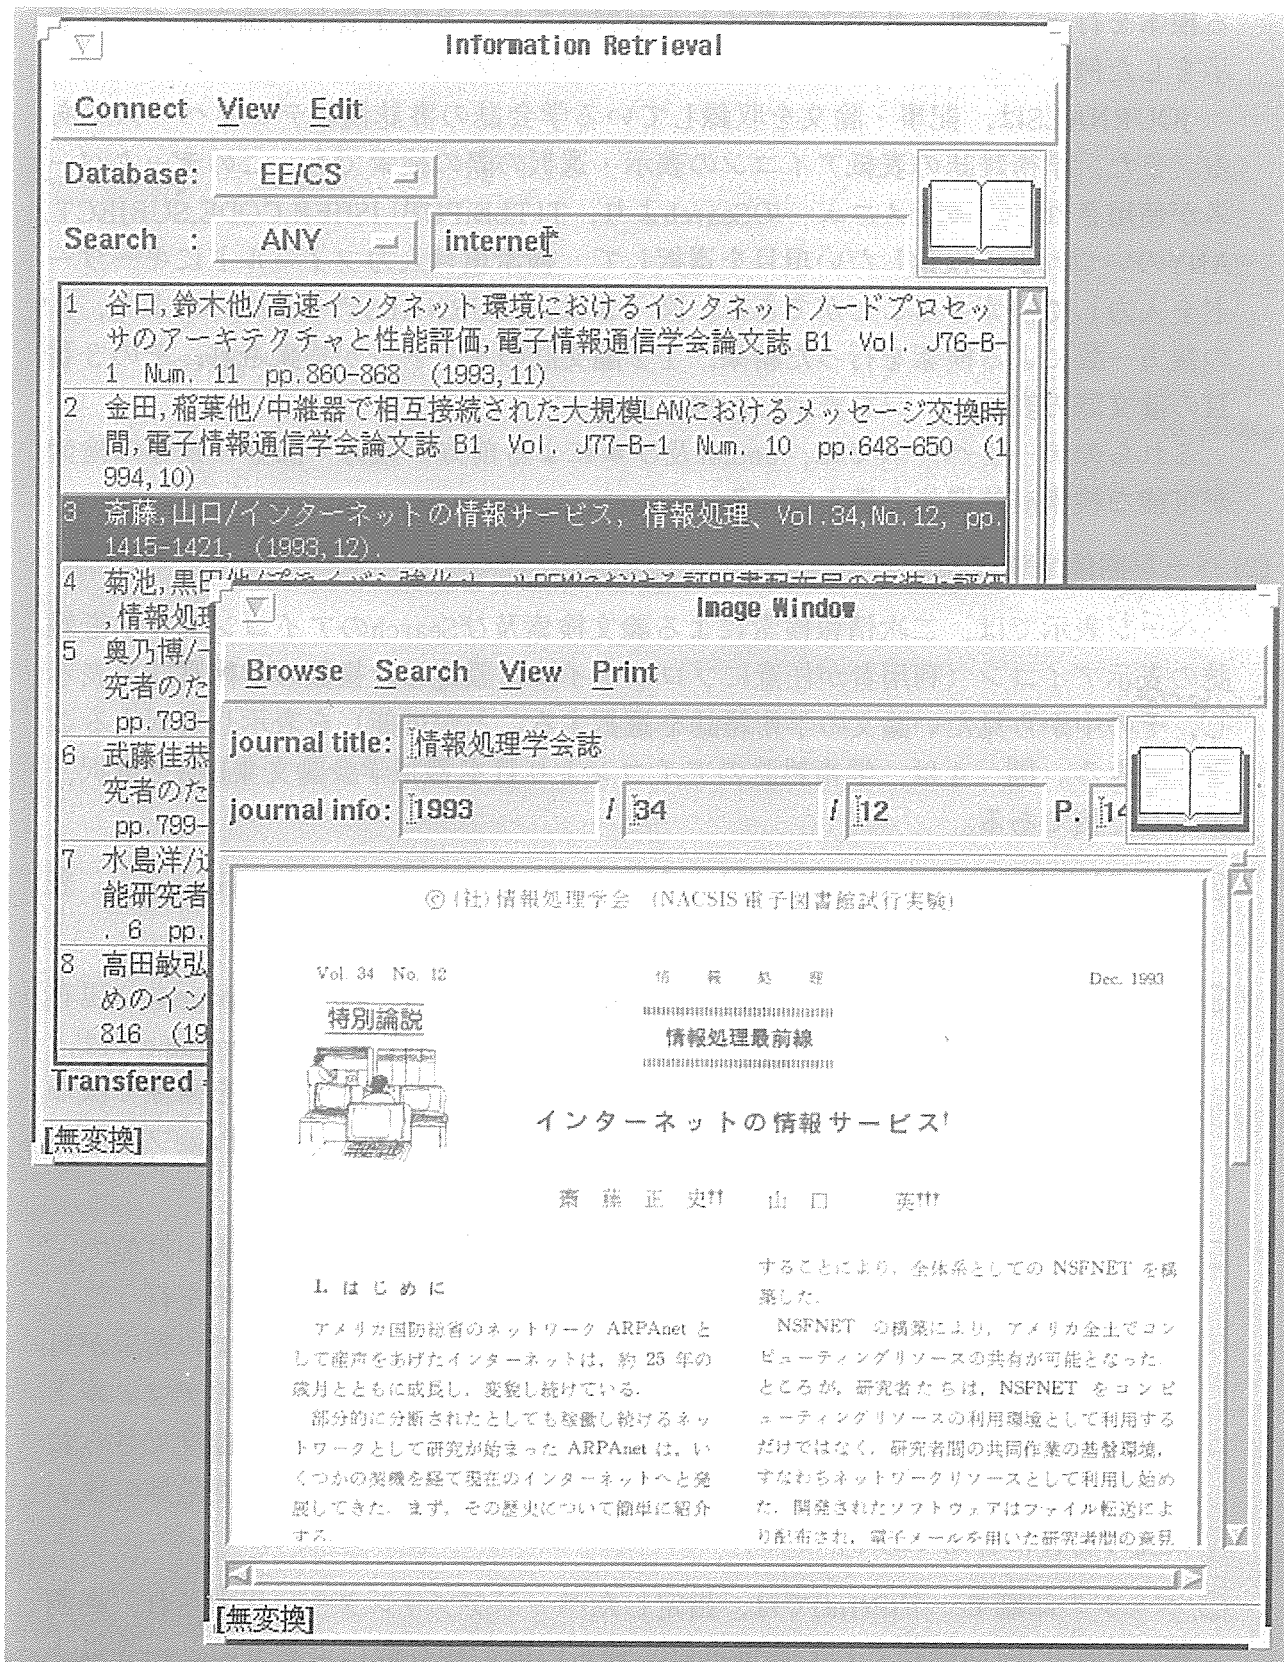 Information Retrieval
Connect View Edit
Database: EE/CS
Search : ANY internet*
1 谷口,鈴木他/高速インタネット環境におけるインタネットノードプロセッ
サのアーキテクチャと性能評価,電子情報通信学会論文誌 B1 Vol. J76-B-
1 Num. 11 pp.860-868 (1993,11)
2 金田,稲葉他/中継器で相互接続された大規模LANにおけるメッセージ交換時
間,電子情報通信学会論文誌 B1 Vol. J77-B-1 Num. 10 pp.648-650 (1
994,10)
3 斎藤,山口/インターネットの情報サービス, 情報処理、Vol.34,No.12, pp.
1415-1421, (1993,12).
4 菊池,黒田他/プライバシ強化メールPEMにおける証明書配布局の実装と評価
,情報処理
5 奥乃博/
究者のた
pp.793-
6 武藤佳恭
究者のた
pp.799-
7 水島洋/
能研究者
. 6 pp.
8 高田敏弘
めのイン
816 (19
Transfered =
[無変換]
Image Window
Browse Search View Print
journal title: 情報処理学会誌
journal info: 1993 / 34 / 12 P. 14
© (社)情報処理学会 (NACSIS 電子図書館試行実験)
Vol. 34 No. 12 情報処理 Dec. 1993
特別論説
情報処理最前線
インターネットの情報サービス†
斎藤正史†† 山口 英†††
1. はじめに
アメリカ国防総省のネットワーク ARPAnet と
して産声をあげたインターネットは, 約 25 年の
歳月とともに成長し, 変貌し続けている.
部分的に分断されたとしても稼働し続けるネッ
トワークとして研究が始まった ARPAnet は, い
くつかの契機を経て現在のインターネットへと発
展してきた. まず, その歴史について簡単に紹介
する.
することにより, 全体系としての NSFNET を構
築した.
NSFNET の構築により, アメリカ全土でコン
ピューティングリソースの共有が可能となった.
ところが, 研究者たちは, NSFNET をコンピ
ューティングリソースの利用環境として利用する
だけではなく, 研究者間の共同作業の基盤環境,
すなわちネットワークリソースとして利用し始め
た. 開発されたソフトウェアはファイル転送によ
り配布され, 電子メールを用いた研究者間の意見
[無変換]